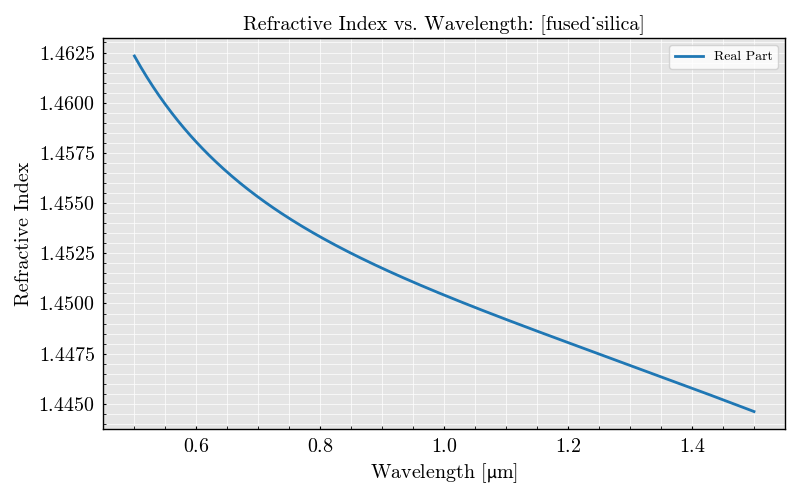 Refractive Index vs. Wavelength: [fused˙silica]
Real Part
Refractive Index
1.4625
1.4600
1.4575
1.4550
1.4525
1.4500
1.4475
1.4450
0.6 0.8 1.0 1.2 1.4
Wavelength [µm]